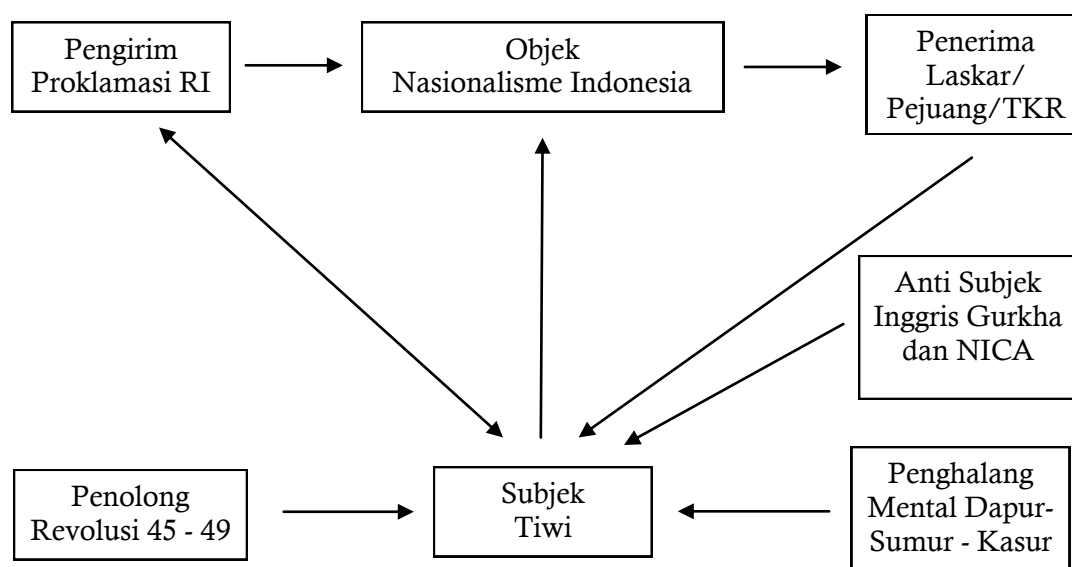 Pengirim
Proklamasi RI
Objek
Nasionalisme Indonesia
Penerima
Laskar/
Pejuang/TKR
Anti Subjek
Inggris Gurkha
dan NICA
Penolong
Revolusi 45 - 49
Subjek
Tiwi
Penghalang
Mental Dapur-
Sumur - Kasur